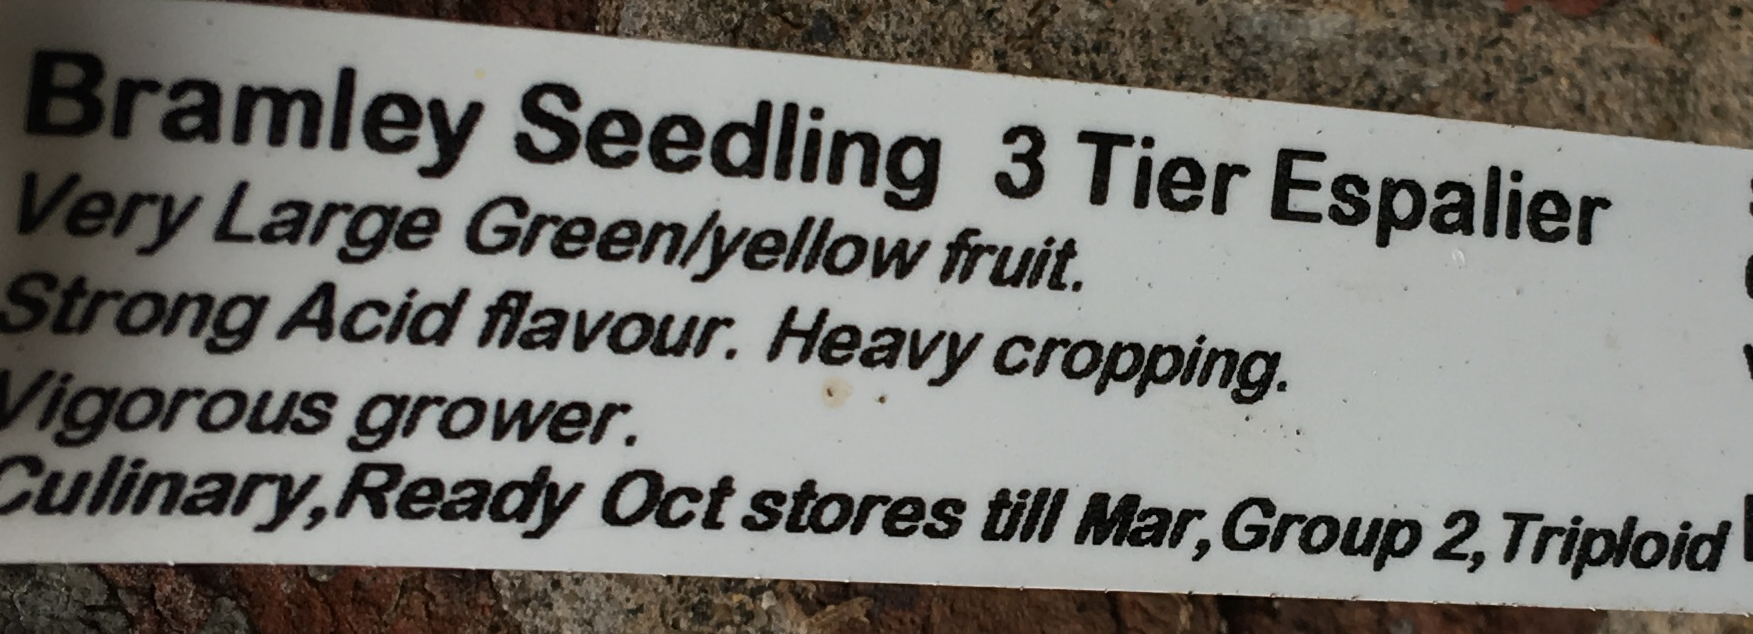 Bramley Seedling 3 Tier Espalier
Very Large Green/yellow fruit.
Strong Acid flavour. Heavy cropping.
Vigorous grower.
Culinary,Ready Oct stores till Mar,Group 2,Triploid